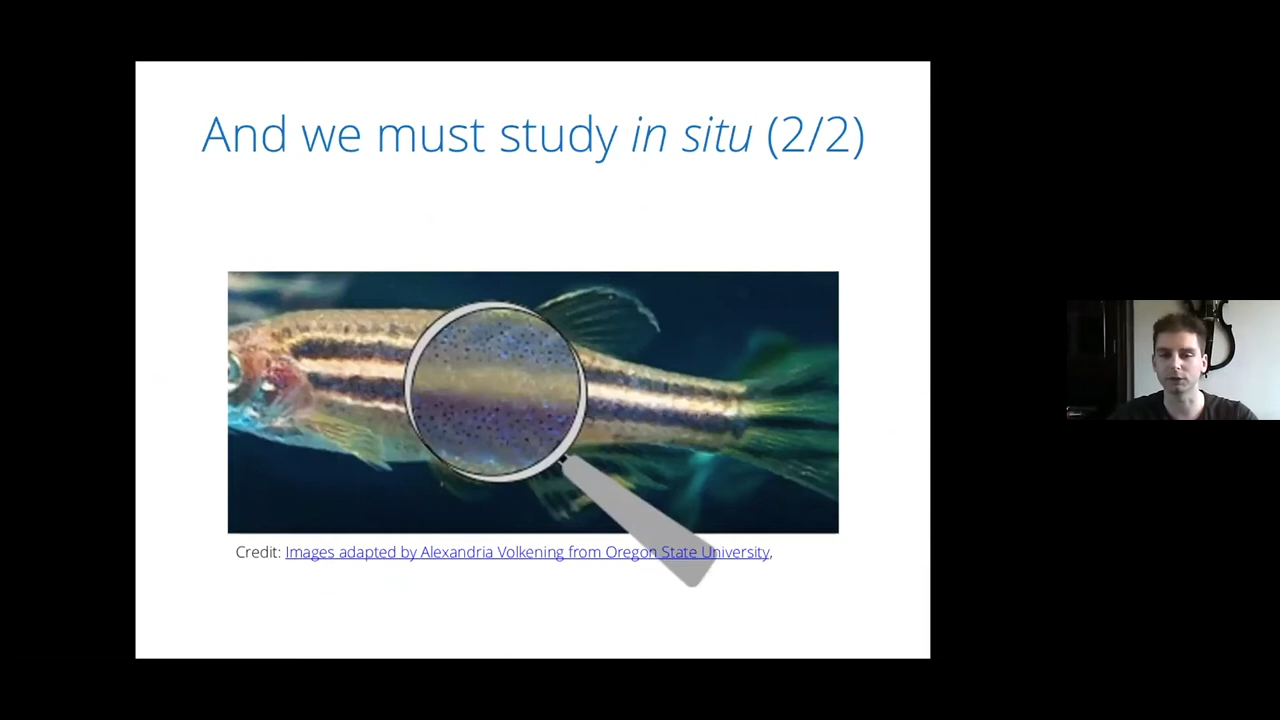 And we must study in situ (2/2)
Credit: Images adapted by Alexandria Volkening from Oregon State University,